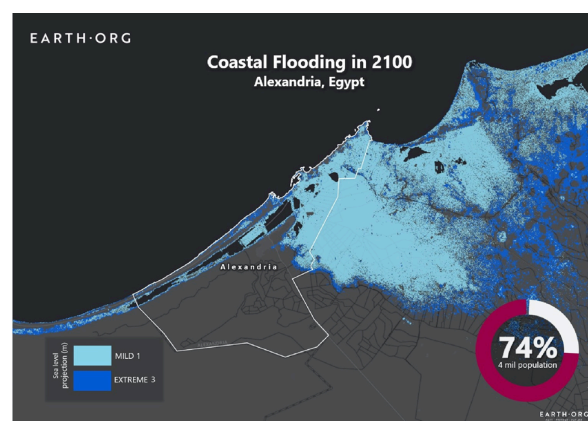 EARTH·ORG
Coastal Flooding in 2100
Alexandria, Egypt
Alexandria
Sea level
projection (m)
MILD 1
EXTREME 3
74%
4 mil population
EARTH·ORG